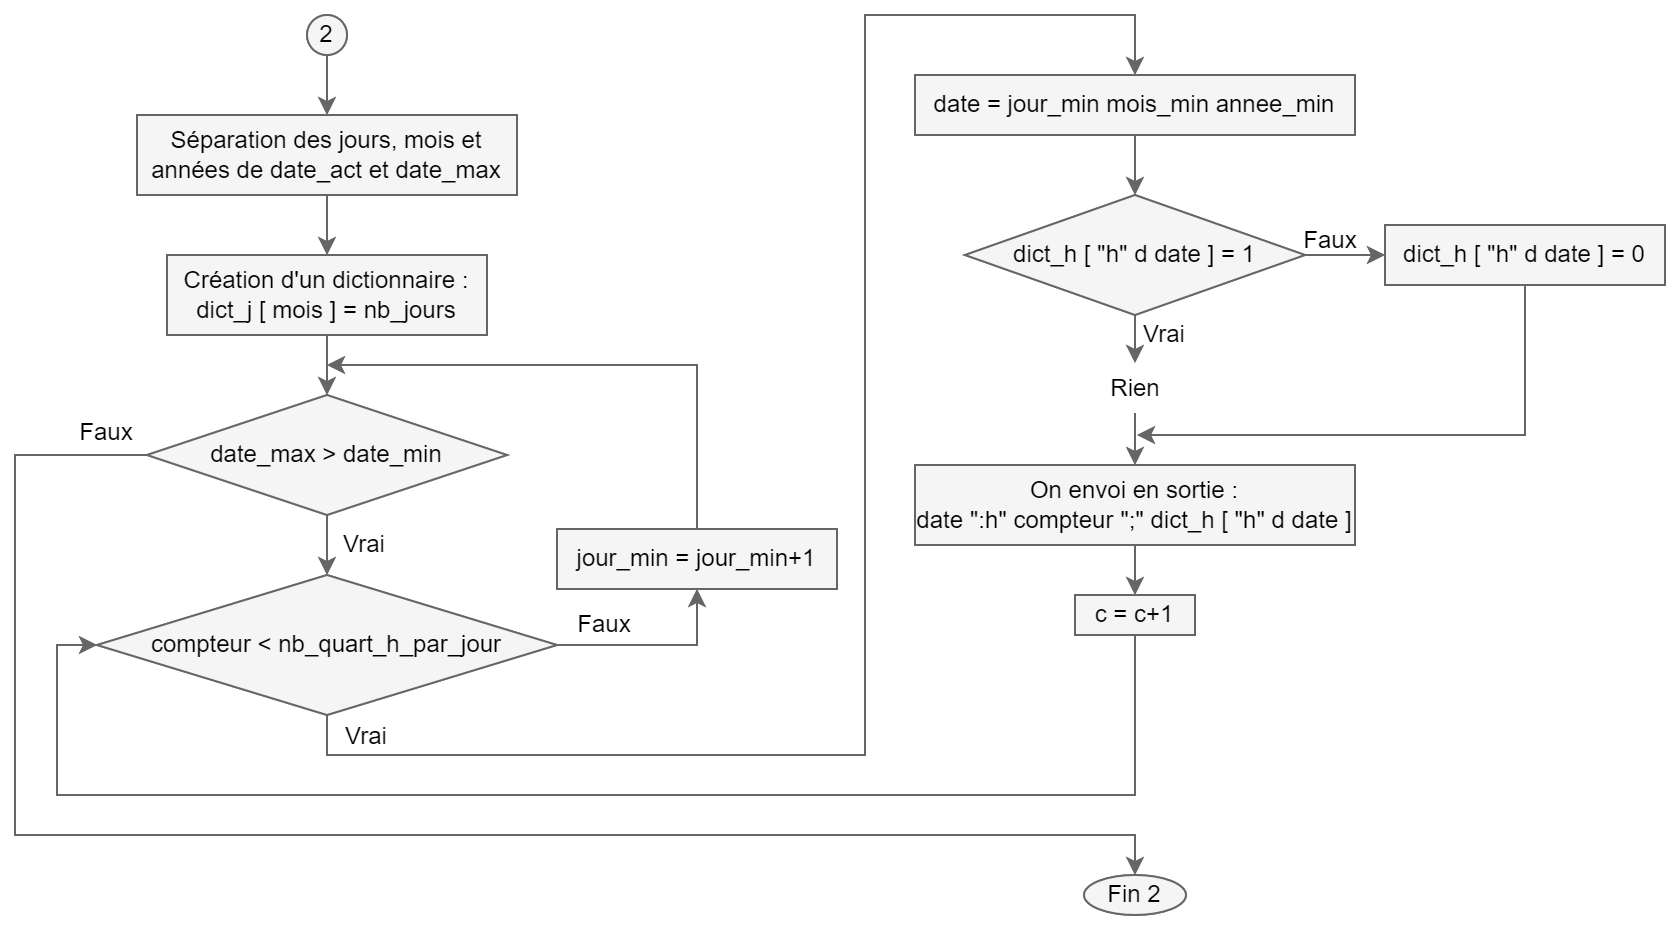 2
Séparation des jours, mois et
années de date_act et date_max
Création d'un dictionnaire :
dict_j [ mois ] = nb_jours
Faux
date_max > date_min
Vrai
jour_min = jour_min+1
Faux
compteur < nb_quart_h_par_jour
Vrai
date = jour_min mois_min annee_min
dict_h [ "h" d date ] = 1
Faux
dict_h [ "h" d date ] = 0
Vrai
Rien
On envoi en sortie :
date ":h" compteur ";" dict_h [ "h" d date ]
c = c+1
Fin 2